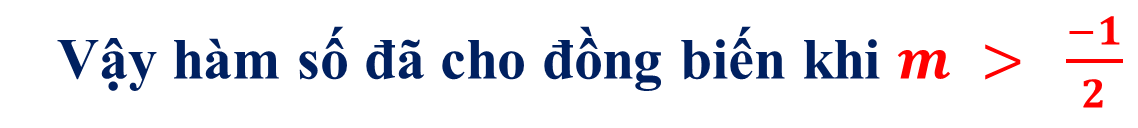 Vậy hàm số đã cho đồng biến khi m > -1/2